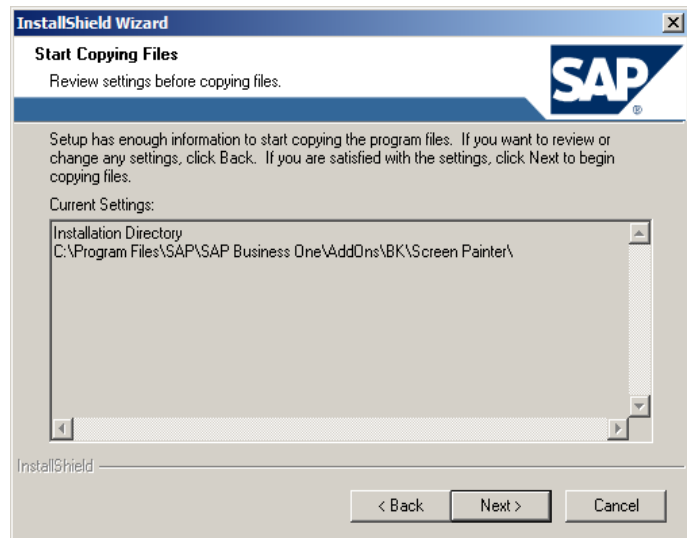 InstallShield Wizard
Start Copying Files
Review settings before copying files.
SAP
®
Setup has enough information to start copying the program files. If you want to review or
change any settings, click Back. If you are satisfied with the settings, click Next to begin
copying files.
Current Settings:
Installation Directory
C:\Program Files\SAP\SAP Business One\AddOns\BK\Screen Painter\
InstallShield
< Back
Next >
Cancel